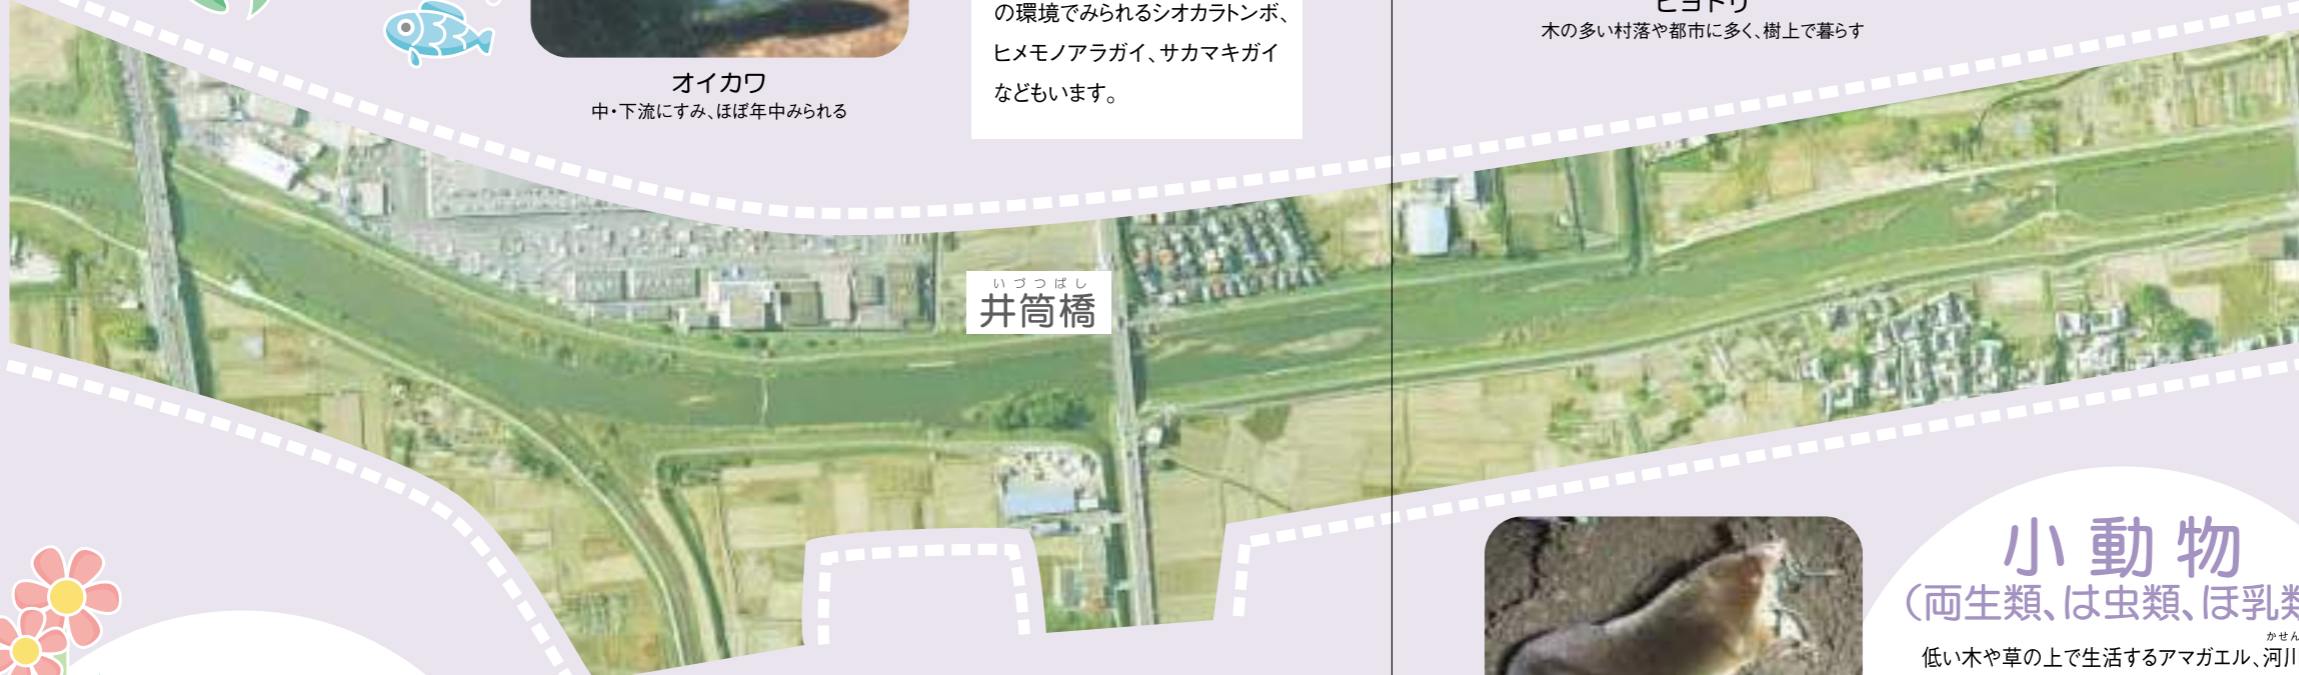 の環境でみられるシオカラトンボ、
ヒメモノアラガイ、サカマキガイ
などもいます。
オイカワ
中・下流にすみ、ほぼ年中みられる
ヒヨドリ
木の多い村落や都市に多く、樹上で暮らす
いづつばし
井筒橋
小動物
(両生類、は虫類、ほ乳類
かせん
低い木や草の上で生活するアマガエル、河川